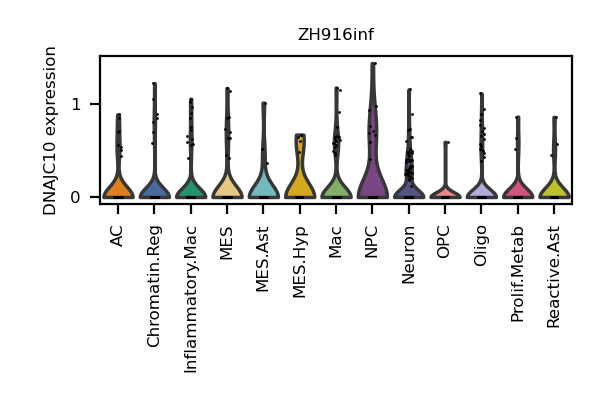 ZH916inf
DNAJC10 expression
1
0
AC
Chromatin.Reg
Inflammatory.Mac
MES
MES.Ast
MES.Hyp
Mac
NPC
Neuron
OPC
Oligo
Prolif.Metab
Reactive.Ast